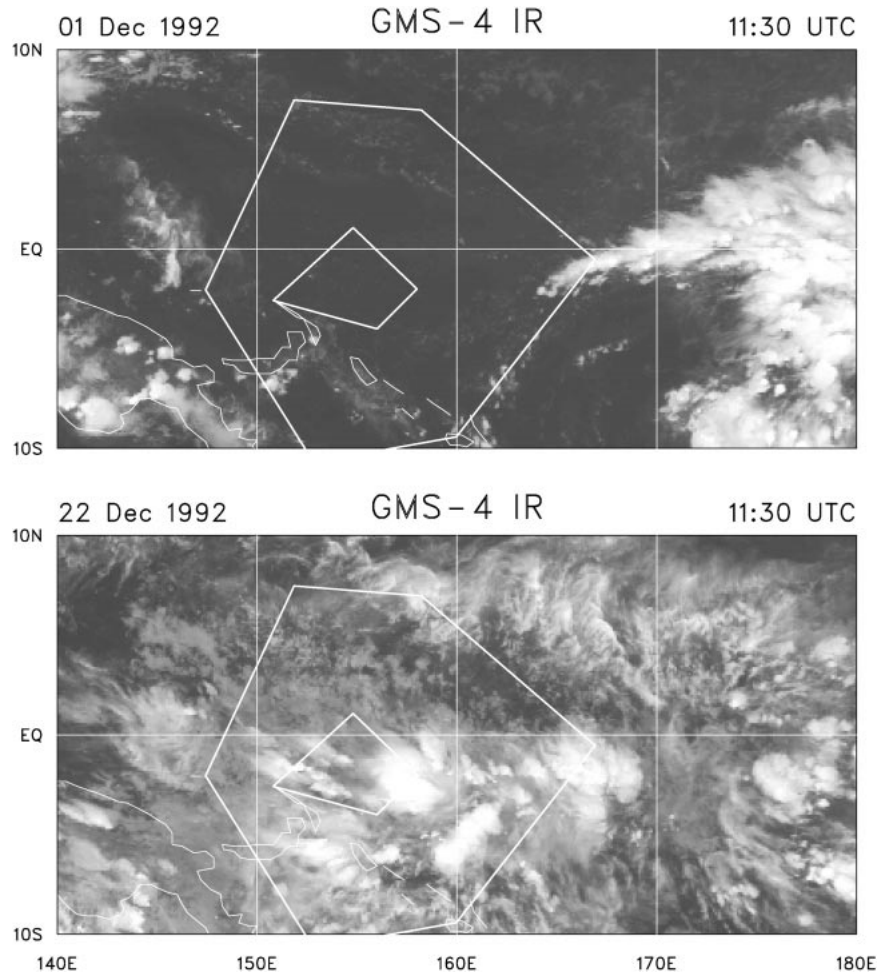 01 Dec 1992 GMS-4 IR 11:30 UTC
10N
EQ
10S
22 Dec 1992 GMS-4 IR 11:30 UTC
10N
EQ
10S
140E 150E 160E 170E 180E